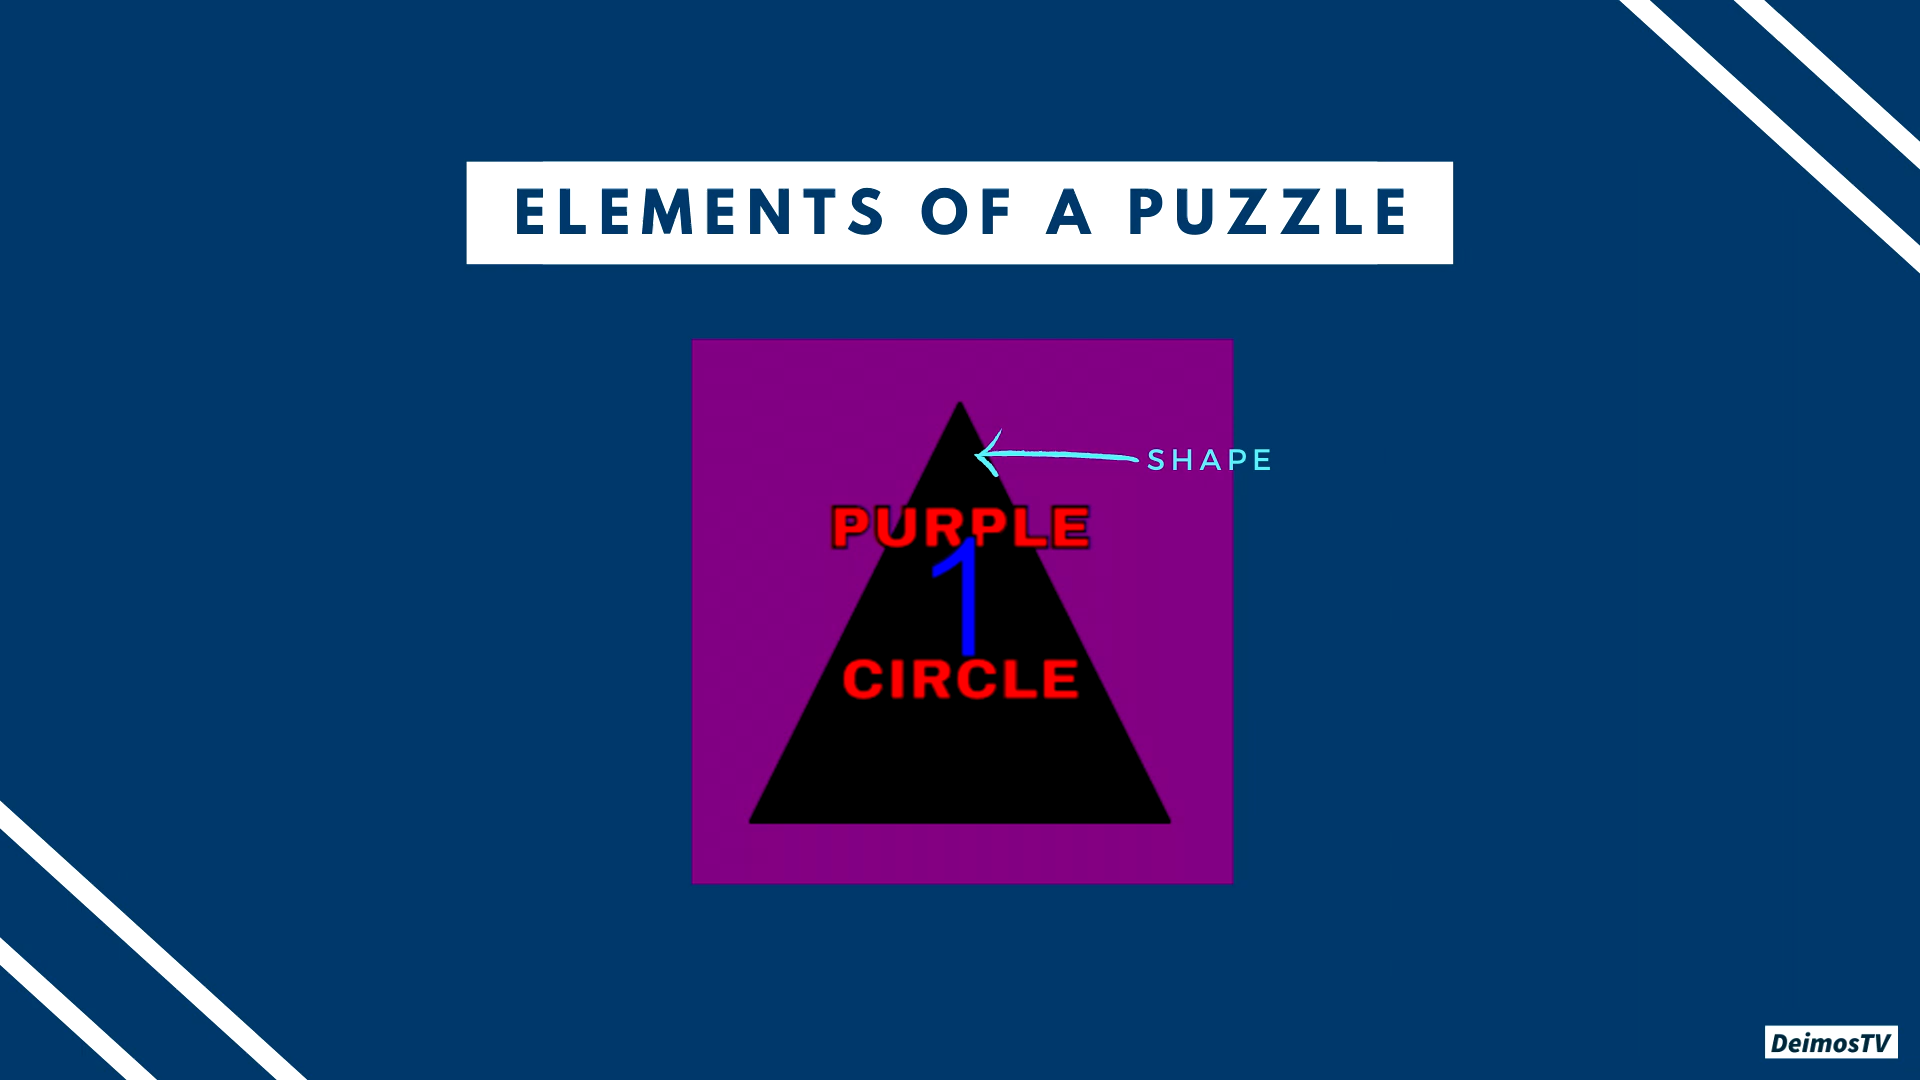 ELEMENTS OF A PUZZLE
SHAPE
PURPLE
1
CIRCLE
DeimosTV